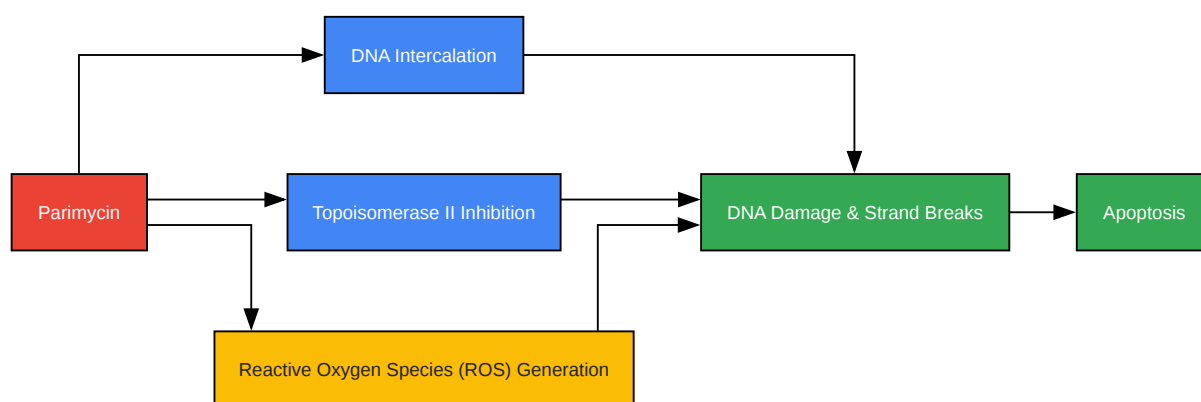 DNA Intercalation
Parimycin
Topoisomerase II Inhibition
DNA Damage & Strand Breaks
Apoptosis
Reactive Oxygen Species (ROS) Generation